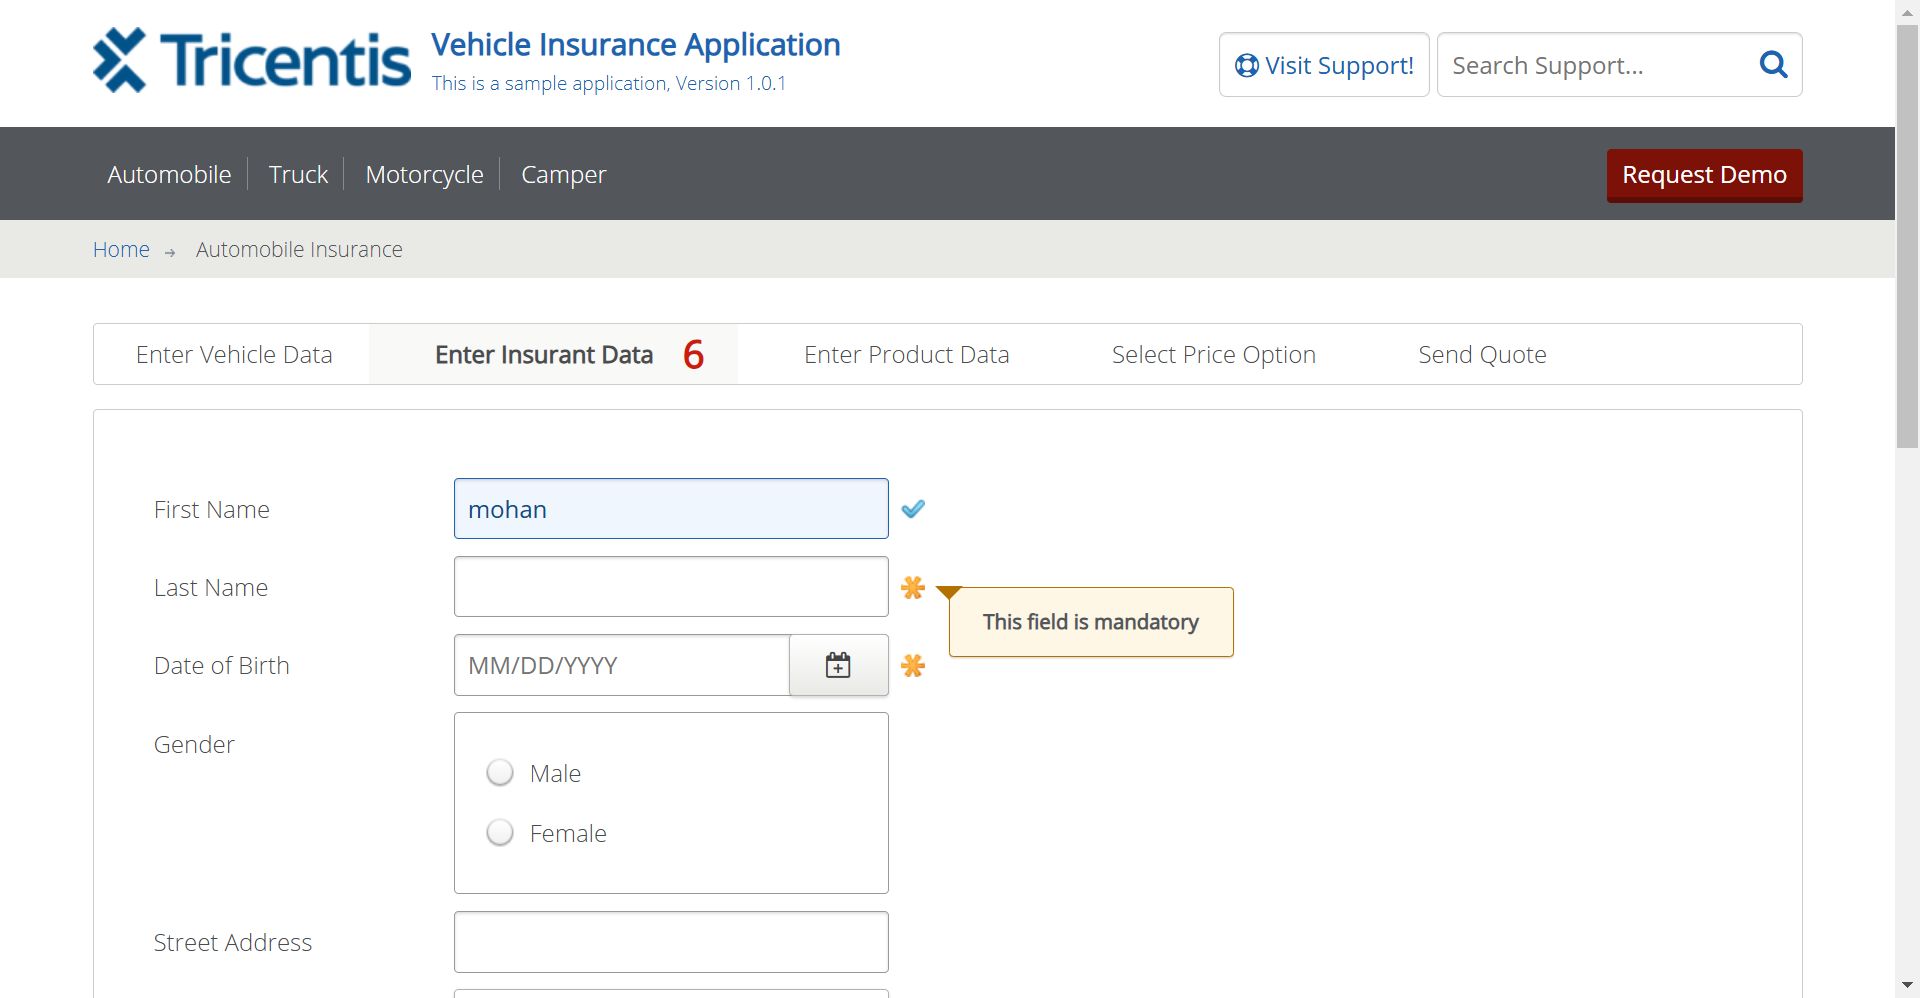 Tricentis
Vehicle Insurance Application
This is a sample application, Version 1.0.1
Visit Support!
Search Support...
Automobile
Truck
Motorcycle
Camper
Request Demo
Home
Automobile Insurance
Enter Vehicle Data
Enter Insurant Data 6
Enter Product Data
Select Price Option
Send Quote
First Name
mohan
Last Name
This field is mandatory
Date of Birth
MM/DD/YYYY
Gender
Male
Female
Street Address